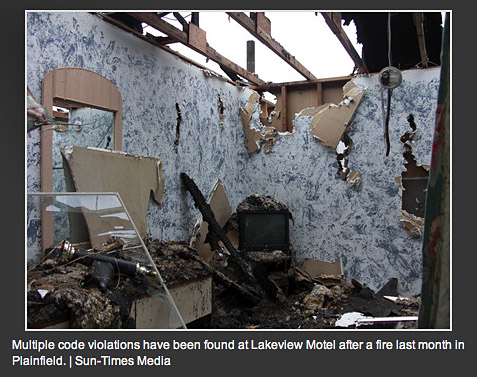 Multiple code violations have been found at Lakeview Motel after a fire last month in
Plainfield. | Sun-Times Media